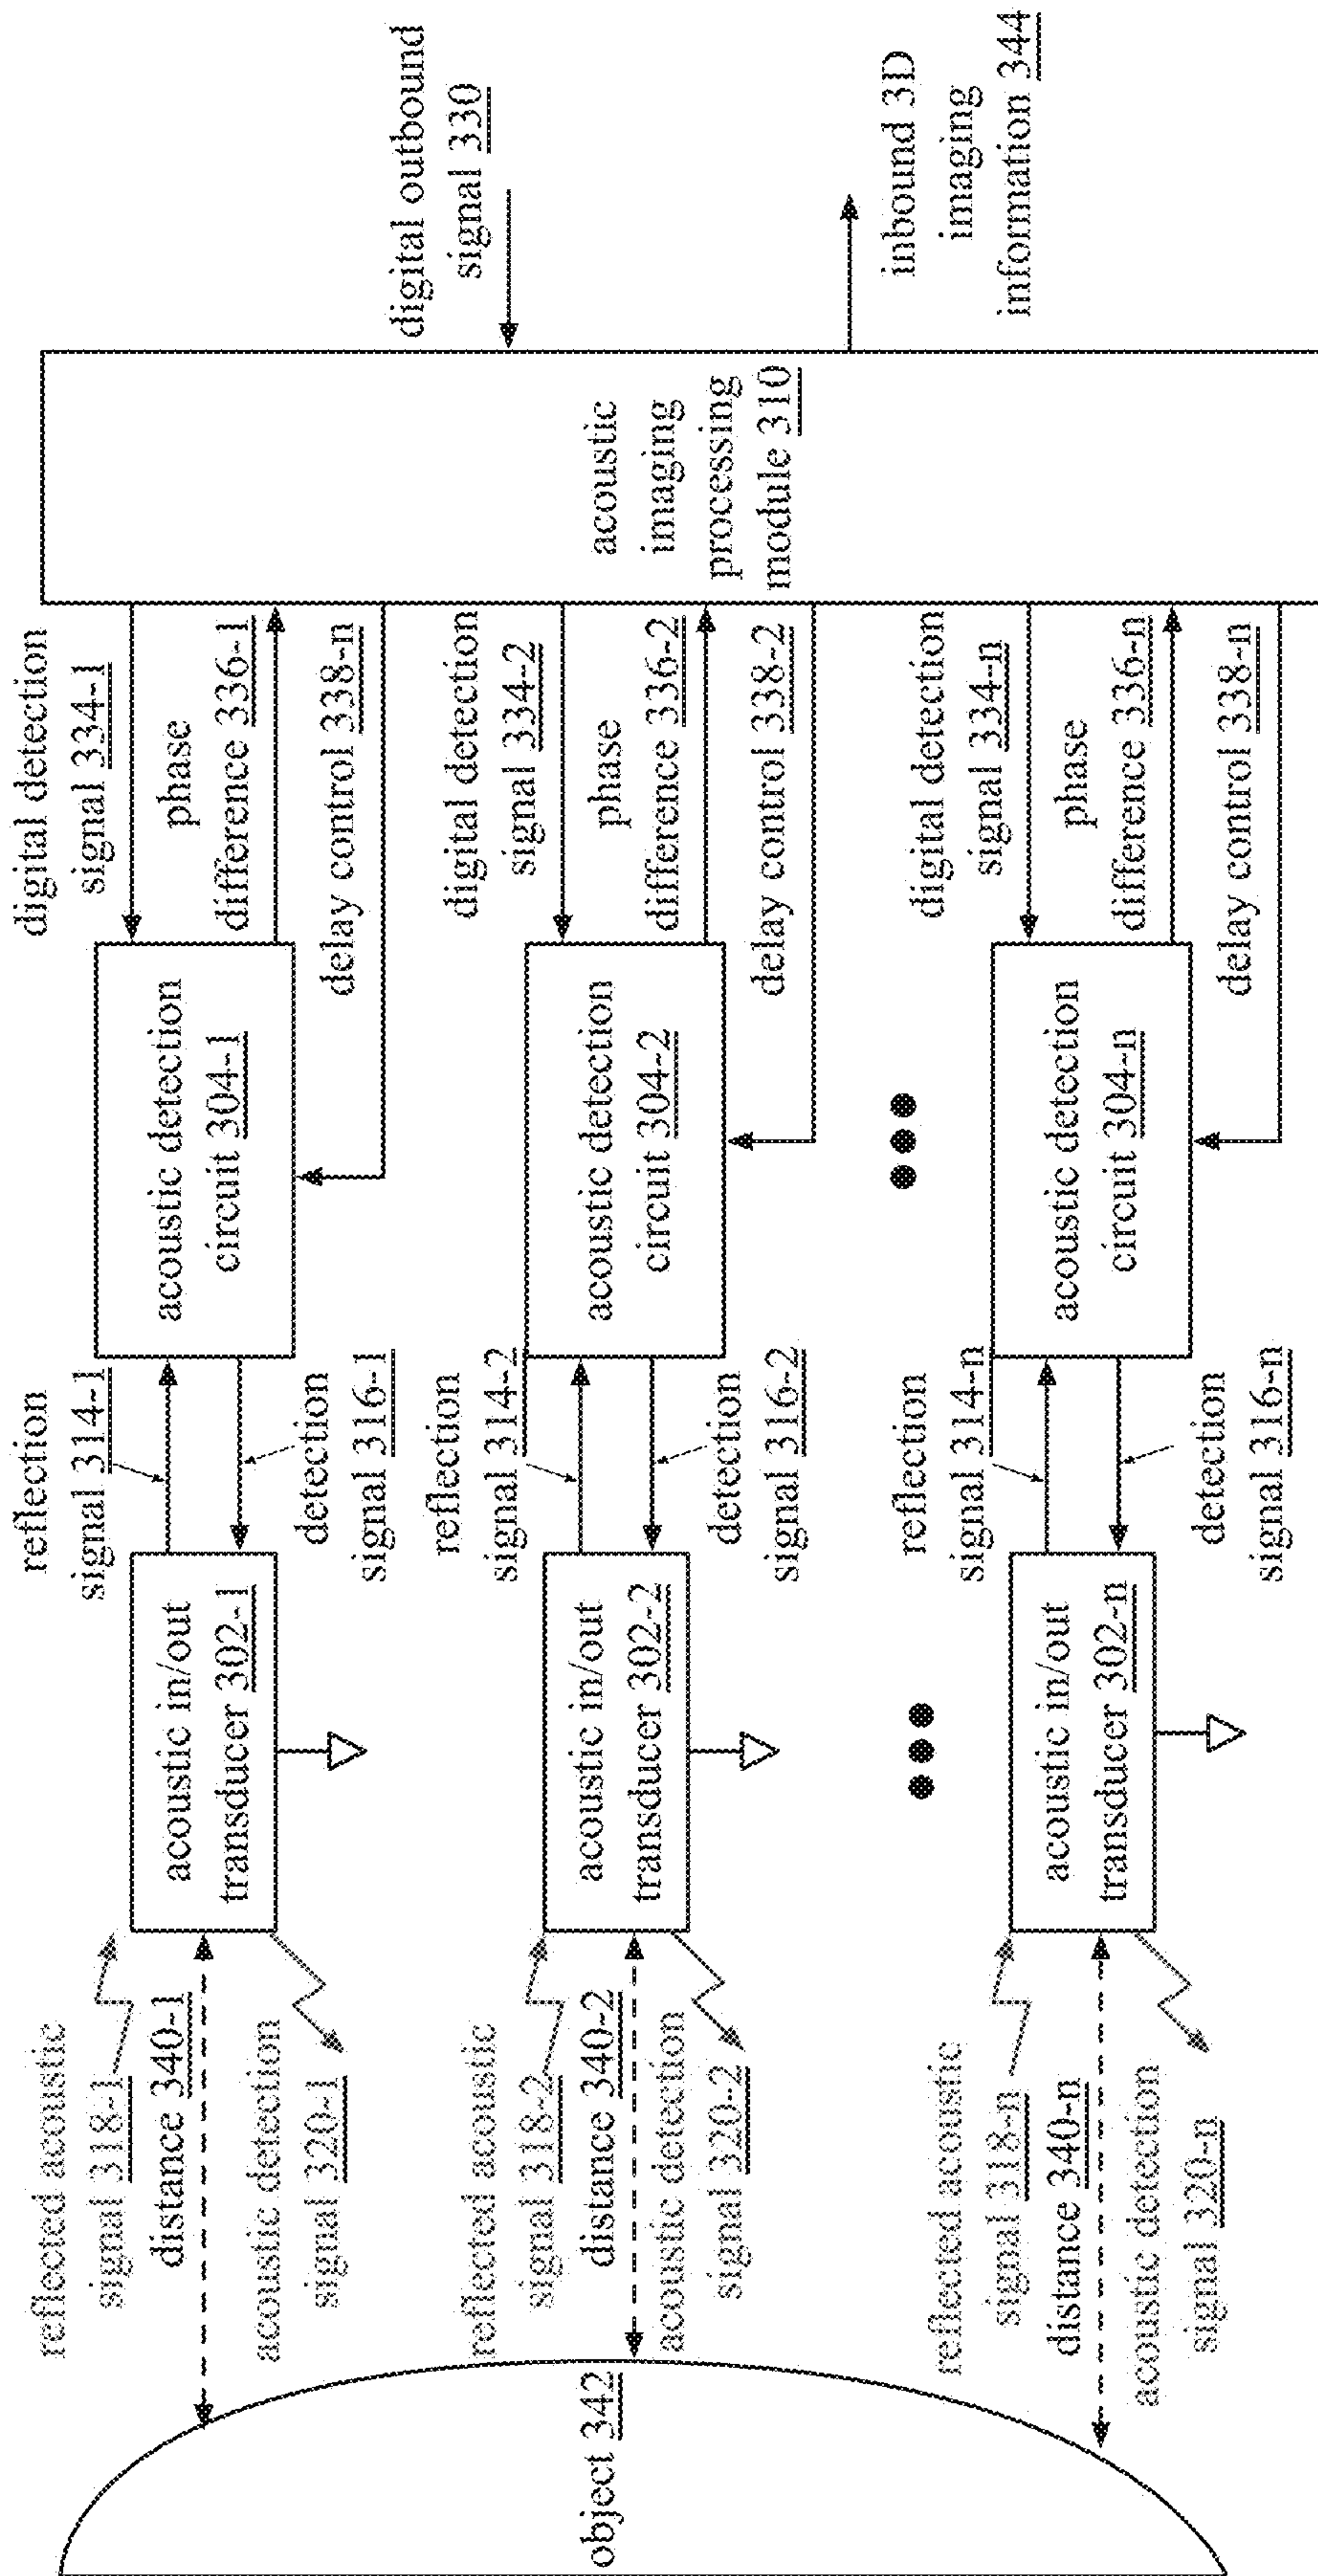 reflected acoustic
signal 318-1
distance 340-1
acoustic detection
signal 320-1
acoustic in/out
transducer 302-1
reflection
signal 314-1
detection
signal 316-1
acoustic detection
circuit 304-1
digital detection
signal 334-1
phase
difference 336-1
delay control 338-n
object 342
reflected acoustic
signal 318-2
distance 340-2
acoustic detection
signal 320-2
acoustic in/out
transducer 302-2
reflection
signal 314-2
detection
signal 316-2
acoustic detection
circuit 304-2
digital detection
signal 334-2
phase
difference 336-2
delay control 338-2
reflected acoustic
signal 318-n
distance 340-n
acoustic detection
signal 320-n
acoustic in/out
transducer 302-n
reflection
signal 314-n
detection
signal 316-n
acoustic detection
circuit 304-n
digital detection
signal 334-n
phase
difference 336-n
delay control 338-n
acoustic
imaging
processing
module 310
digital outbound
signal 330
inbound 3D
imaging
information 344